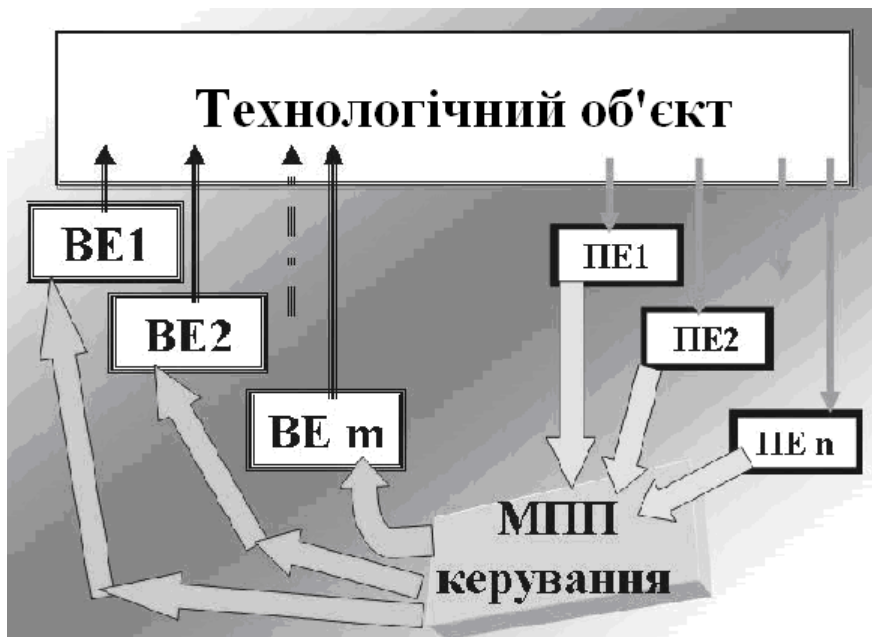 Технологічний об'єкт
ВЕ1
ПЕ1
ВЕ2
ПЕ2
ВЕ m
ПЕ n
МПП
керування